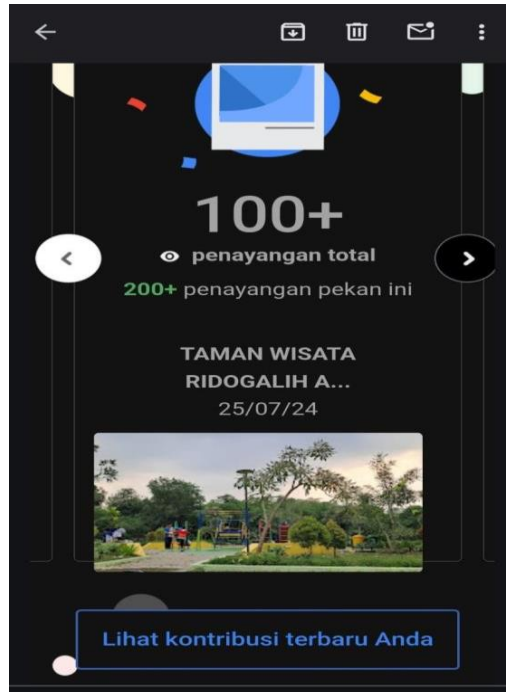 100+
penayangan total
200+ penayangan pekan ini
TAMAN WISATA
RIDOGALIH A...
25/07/24
Lihat kontribusi terbaru Anda